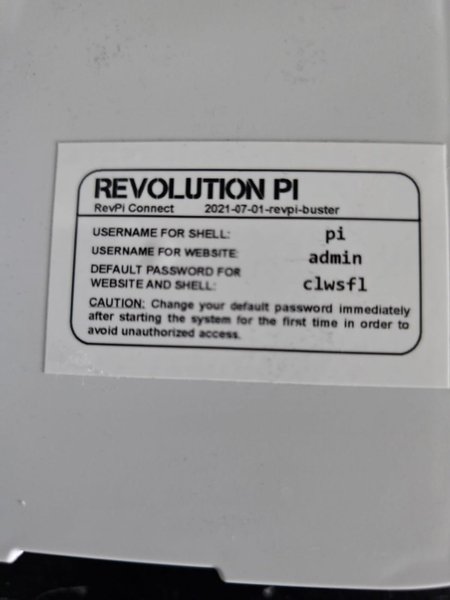 REVOLUTION PI
RevPi Connect 2021-07-01-revpi-buster
USERNAME FOR SHELL: pi
USERNAME FOR WEBSITE: admin
DEFAULT PASSWORD FOR
WEBSITE AND SHELL: clwsfl
CAUTION: Change your default password immediately
after starting the system for the first time in order to
avoid unauthorized access.